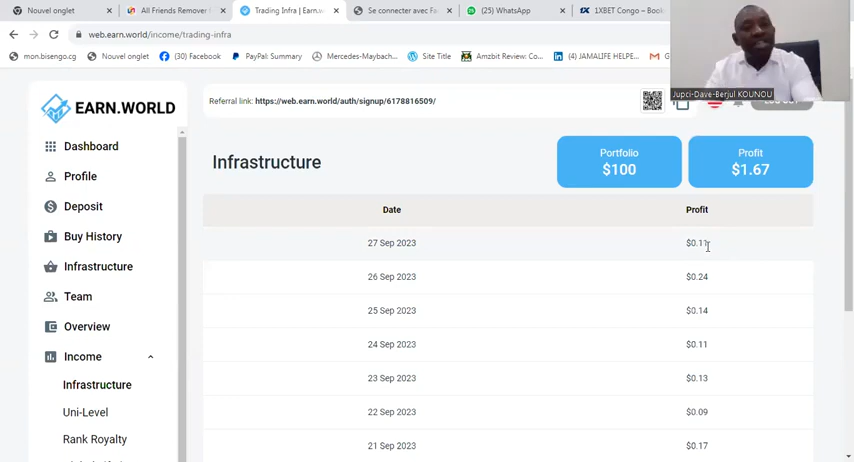 Nouvel onglet
All Friends Remover
Trading Infra | Earn.w
Se connecter avec Fa
(25) WhatsApp
1XBET Congo – Book
web.earn.world/income/trading-infra
mon.bisengo.cg
(30) Facebook
PayPal: Summary
Mercedes-Maybach...
Site Title
Amzbit Review: Co...
(4) JAMALIFE HELPE...
G
Jupci-Dave-Berjul KOUNOU
EARN.WORLD
Referral link: https://web.earn.world/auth/signup/6178816509/
LOG OUT
Dashboard
Profile
Deposit
Buy History
Infrastructure
Team
Overview
Income
Infrastructure
Uni-Level
Rank Royalty
Infrastructure
Portfolio
$100
Profit
$1.67
Date Profit
27 Sep 2023 $0.11
26 Sep 2023 $0.24
25 Sep 2023 $0.14
24 Sep 2023 $0.11
23 Sep 2023 $0.13
22 Sep 2023 $0.09
21 Sep 2023 $0.17